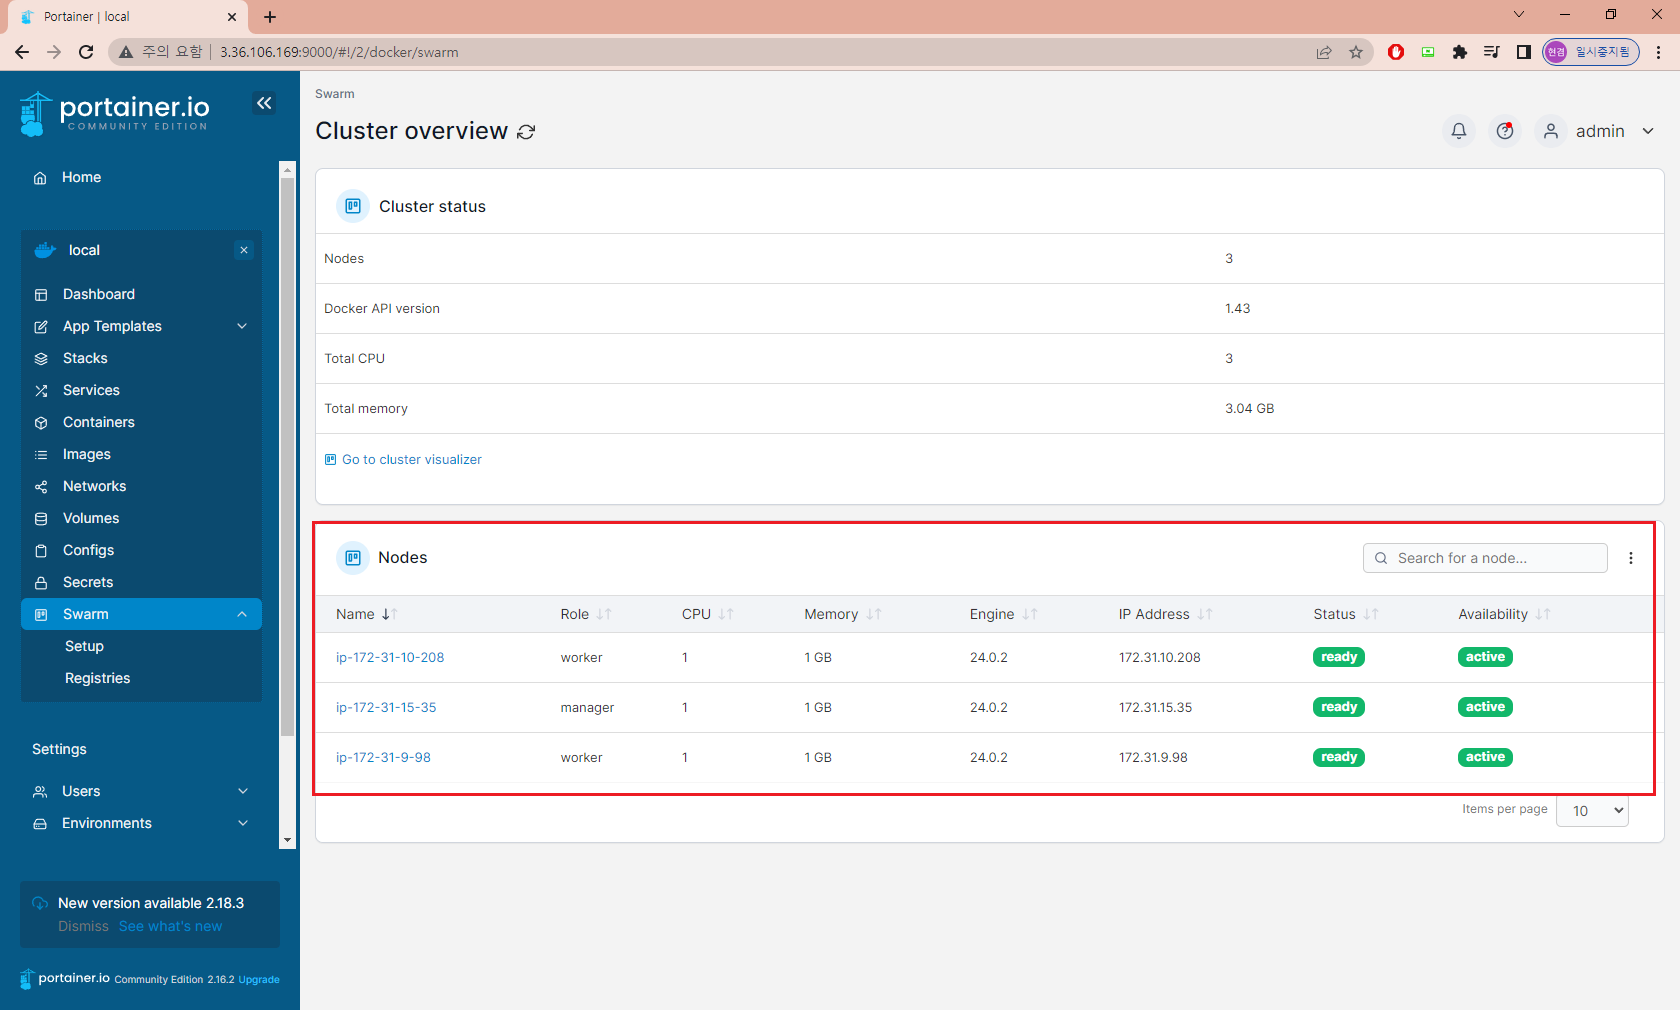 Portainer | local
주의 요함 3.36.106.169:9000/#!/2/docker/swarm
현경 일시중지됨
portainer.io
COMMUNITY EDITION
Home
local
Dashboard
App Templates
Stacks
Services
Containers
Images
Networks
Volumes
Configs
Secrets
Swarm
Setup
Registries
Settings
Users
Environments
New version available 2.18.3
Dismiss See what's new
portainer.io Community Edition 2.16.2 Upgrade
Swarm
Cluster overview
admin
Cluster status
Nodes 3
Docker API version 1.43
Total CPU 3
Total memory 3.04 GB
Go to cluster visualizer
Nodes
Search for a node...
Name Role CPU Memory Engine IP Address Status Availability
ip-172-31-10-208 worker 1 1 GB 24.0.2 172.31.10.208 ready active
ip-172-31-15-35 manager 1 1 GB 24.0.2 172.31.15.35 ready active
ip-172-31-9-98 worker 1 1 GB 24.0.2 172.31.9.98 ready active
Items per page 10